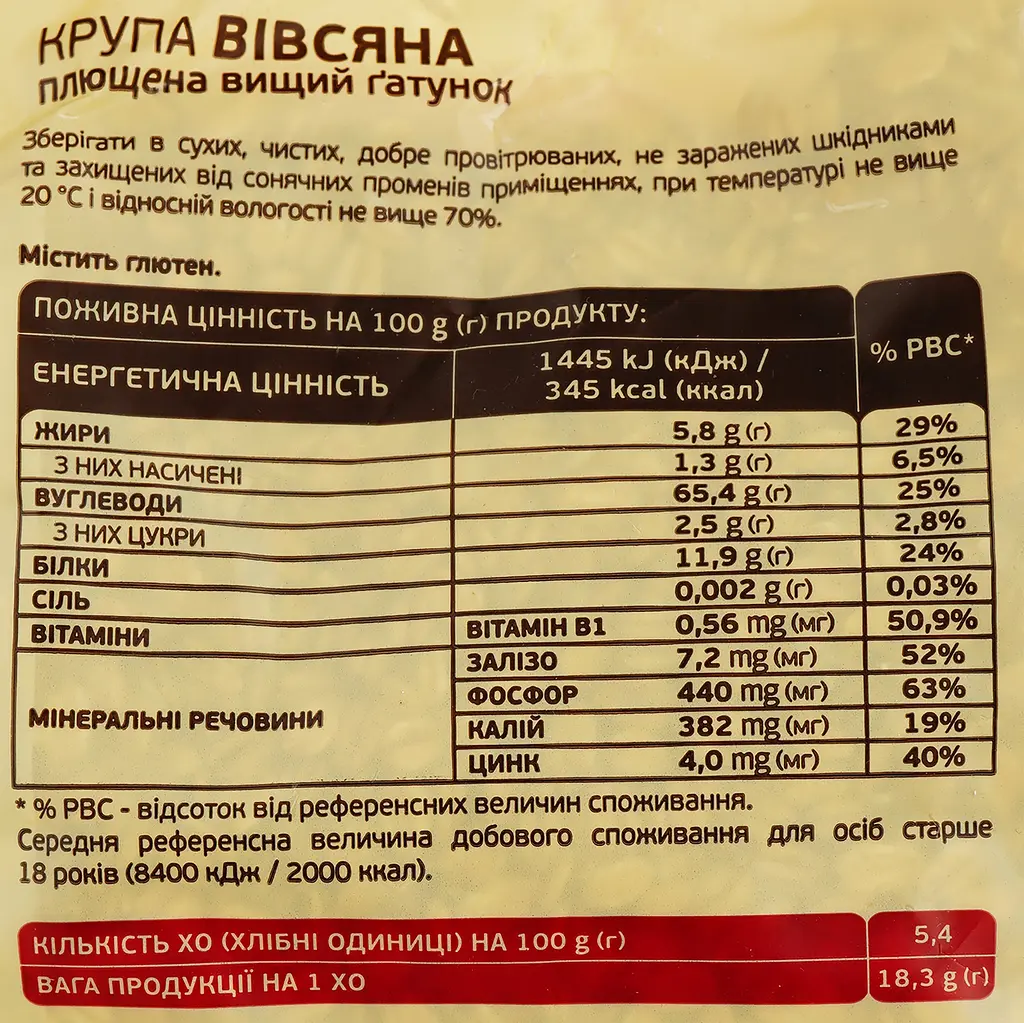 КРУПА ВІВСЯНА
ПЛЮЩЕНА ВИЩИЙ ҐАТУНОК
Зберігати в сухих, чистих, добре провітрюваних, не заражених шкідниками
та захищених від сонячних променів приміщеннях, при температурі не вище
20 °С і відносній вологості не вище 70%.
Містить глютен.
ПОЖИВНА ЦІННІСТЬ НА 100 g (г) ПРОДУКТУ:
% РВС*
ЕНЕРГЕТИЧНА ЦІННІСТЬ 1445 kJ (кДж) /
345 kcal (ккал)
ЖИРИ 5,8 g (г) 29%
З НИХ НАСИЧЕНІ 1,3 g (г) 6,5%
ВУГЛЕВОДИ 65,4 g (г) 25%
З НИХ ЦУКРИ 2,5 g (г) 2,8%
БІЛКИ 11,9 g (г) 24%
СІЛЬ 0,002 g (г) 0,03%
ВІТАМІНИ ВІТАМІН В1 0,56 mg (мг) 50,9%
МІНЕРАЛЬНІ РЕЧОВИНИ ЗАЛІЗО 7,2 mg (мг) 52%
ФОСФОР 440 mg (мг) 63%
КАЛІЙ 382 mg (мг) 19%
ЦИНК 4,0 mg (мг) 40%
* % РВС - відсоток від референсних величин споживання.
Середня референсна величина добового споживання для осіб старше
18 років (8400 кДж / 2000 ккал).
КІЛЬКІСТЬ ХО (ХЛІБНІ ОДИНИЦІ) НА 100 g (г) 5,4
ВАГА ПРОДУКЦІЇ НА 1 ХО 18,3 g (г)